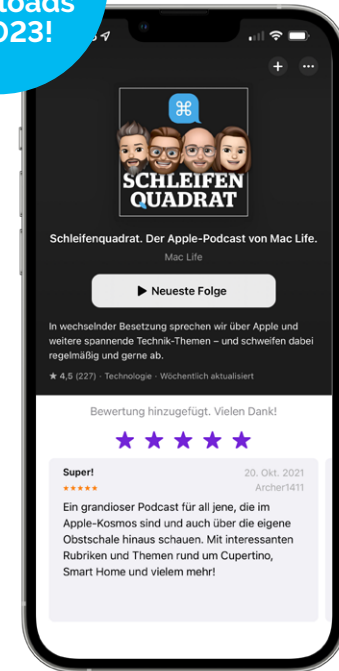 loads
2023!
SCHLEIFEN
QUADRAT
Schleifenquadrat. Der Apple-Podcast von Mac Life.
Mac Life
Neueste Folge
In wechselnder Besetzung sprechen wir über Apple und
weitere spannende Technik-Themen – und schweifen dabei
regelmäßig und gerne ab.
★ 4,5 (227) · Technologie · Wöchentlich aktualisiert
Bewertung hinzugefügt. Vielen Dank!
Super!
20. Okt. 2021
Archer1411
Ein grandioser Podcast für all jene, die im
Apple-Kosmos sind und auch über die eigene
Obstschale hinaus schauen. Mit interessanten
Rubriken und Themen rund um Cupertino,
Smart Home und vielem mehr!